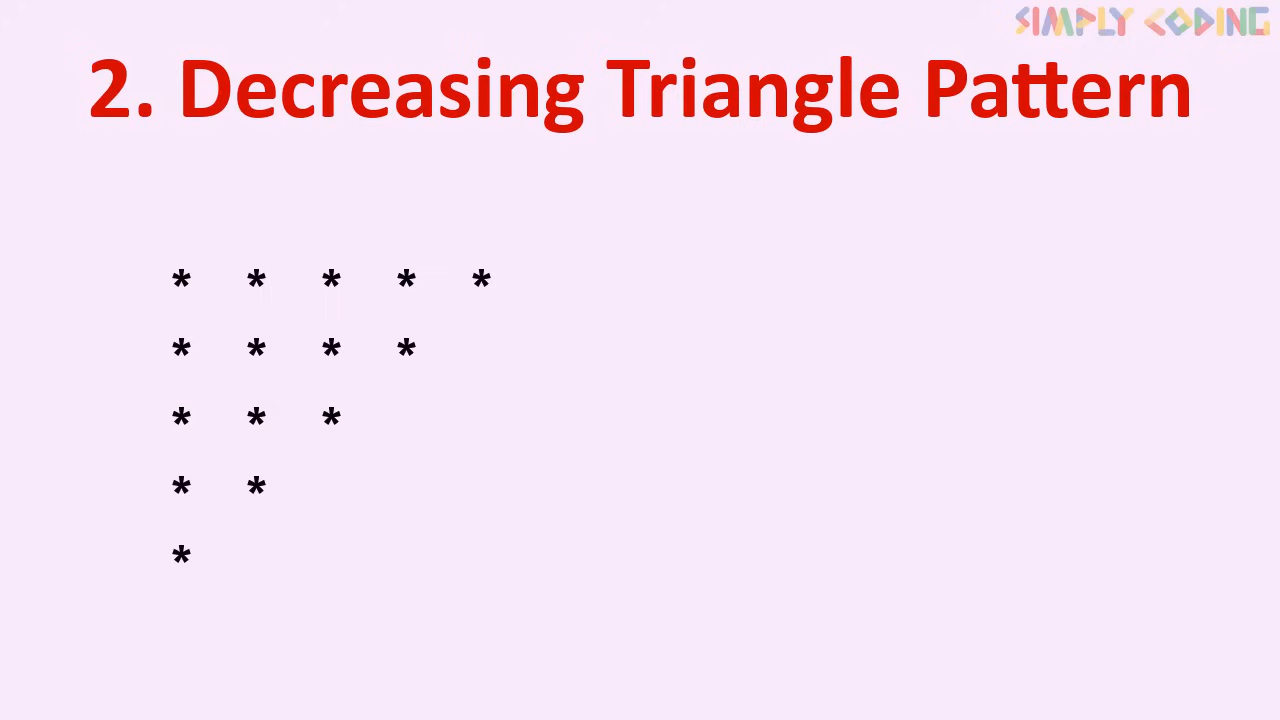 SIMPLY CODING
2. Decreasing Triangle Pattern
* * * * *
* * * *
* * *
* *
*